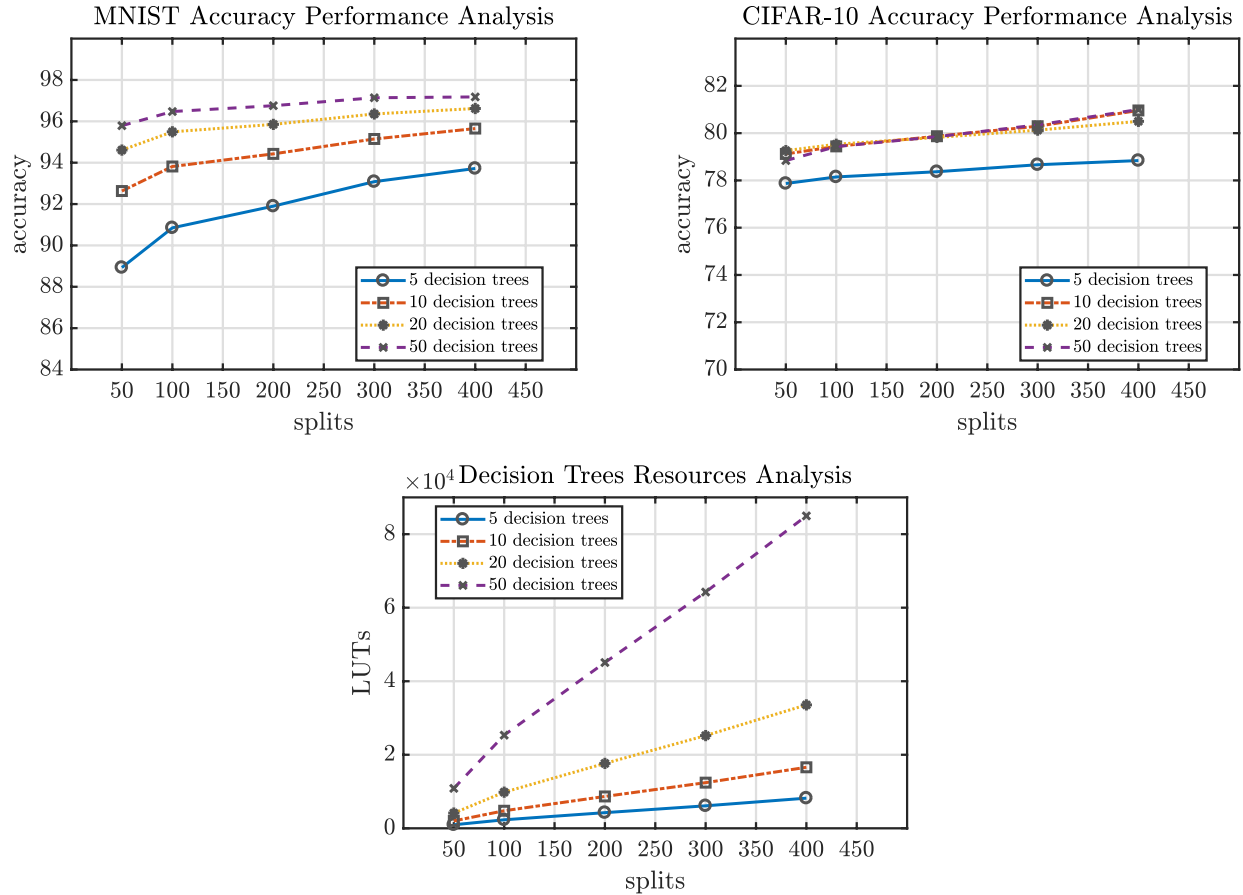 MNIST Accuracy Performance Analysis
98
96
94
92
90
88
86
84
accuracy
5 decision trees
10 decision trees
20 decision trees
50 decision trees
50 100 150 200 250 300 350 400 450
splits
CIFAR-10 Accuracy Performance Analysis
82
80
78
76
74
72
70
accuracy
5 decision trees
10 decision trees
20 decision trees
50 decision trees
50 100 150 200 250 300 350 400 450
splits
×10⁴ Decision Trees Resources Analysis
8
6
4
2
0
LUTs
5 decision trees
10 decision trees
20 decision trees
50 decision trees
50 100 150 200 250 300 350 400 450
splits